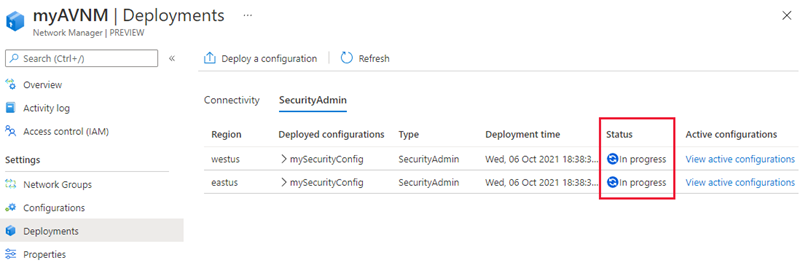 myAVNM | Deployments ...
Network Manager | PREVIEW
Search (Ctrl+/) «
Overview
Activity log
Access control (IAM)
Settings
Network Groups
Configurations
Deployments
Properties
Deploy a configuration Refresh
Connectivity SecurityAdmin
Region Deployed configurations Type Deployment time Status Active configurations
westus > mySecurityConfig SecurityAdmin Wed, 06 Oct 2021 18:38:3... In progress View active configurations
eastus > mySecurityConfig SecurityAdmin Wed, 06 Oct 2021 18:38:3... In progress View active configurations